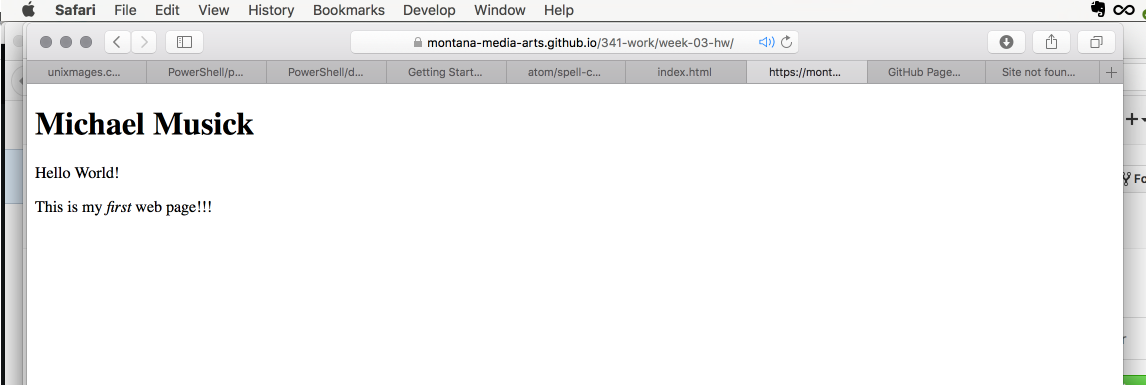 Safari File Edit View History Bookmarks Develop Window Help
montana-media-arts.github.io/341-work/week-03-hw/
unixmages.c... PowerShell/p... PowerShell/d... Getting Start... atom/spell-c... index.html https://mont... GitHub Page... Site not foun... +
Michael Musick
Hello World!
This is my first web page!!!
Fo
r